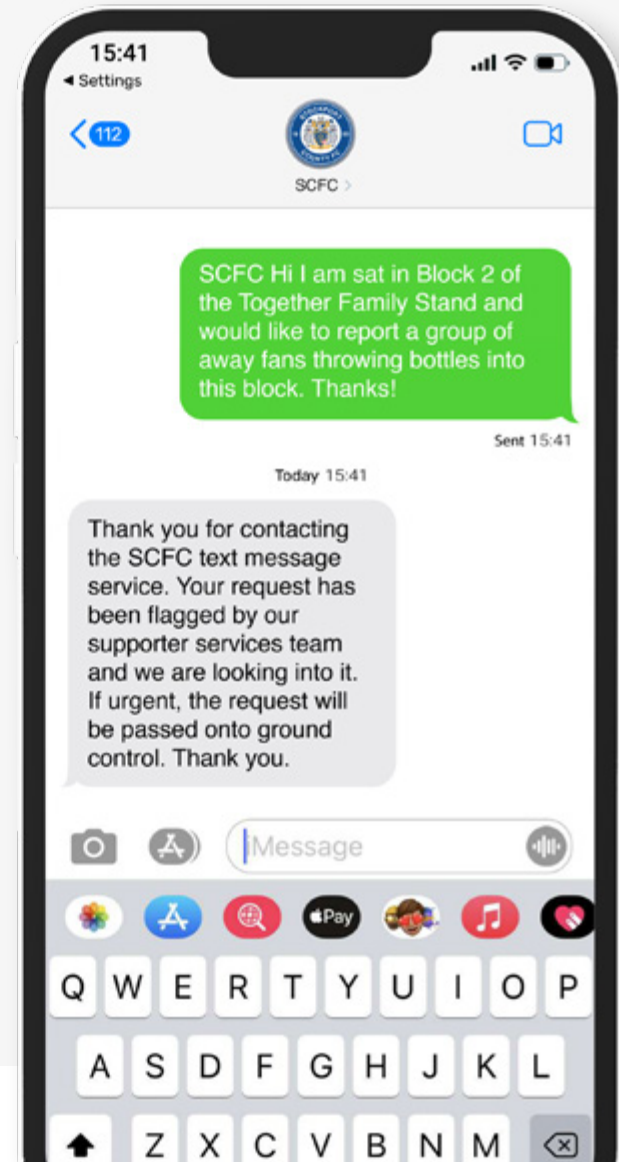 15:41
◀ Settings
112
STOCKPORT
COUNTY FC
SCFC >
SCFC Hi I am sat in Block 2 of
the Together Family Stand and
would like to report a group of
away fans throwing bottles into
this block. Thanks!
Sent 15:41
Today 15:41
Thank you for contacting
the SCFC text message
service. Your request has
been flagged by our
supporter services team
and we are looking into it.
If urgent, the request will
be passed onto ground
control. Thank you.
iMessage
Pay
Q W E R T Y U I O P
A S D F G H J K L
Z X C V B N M